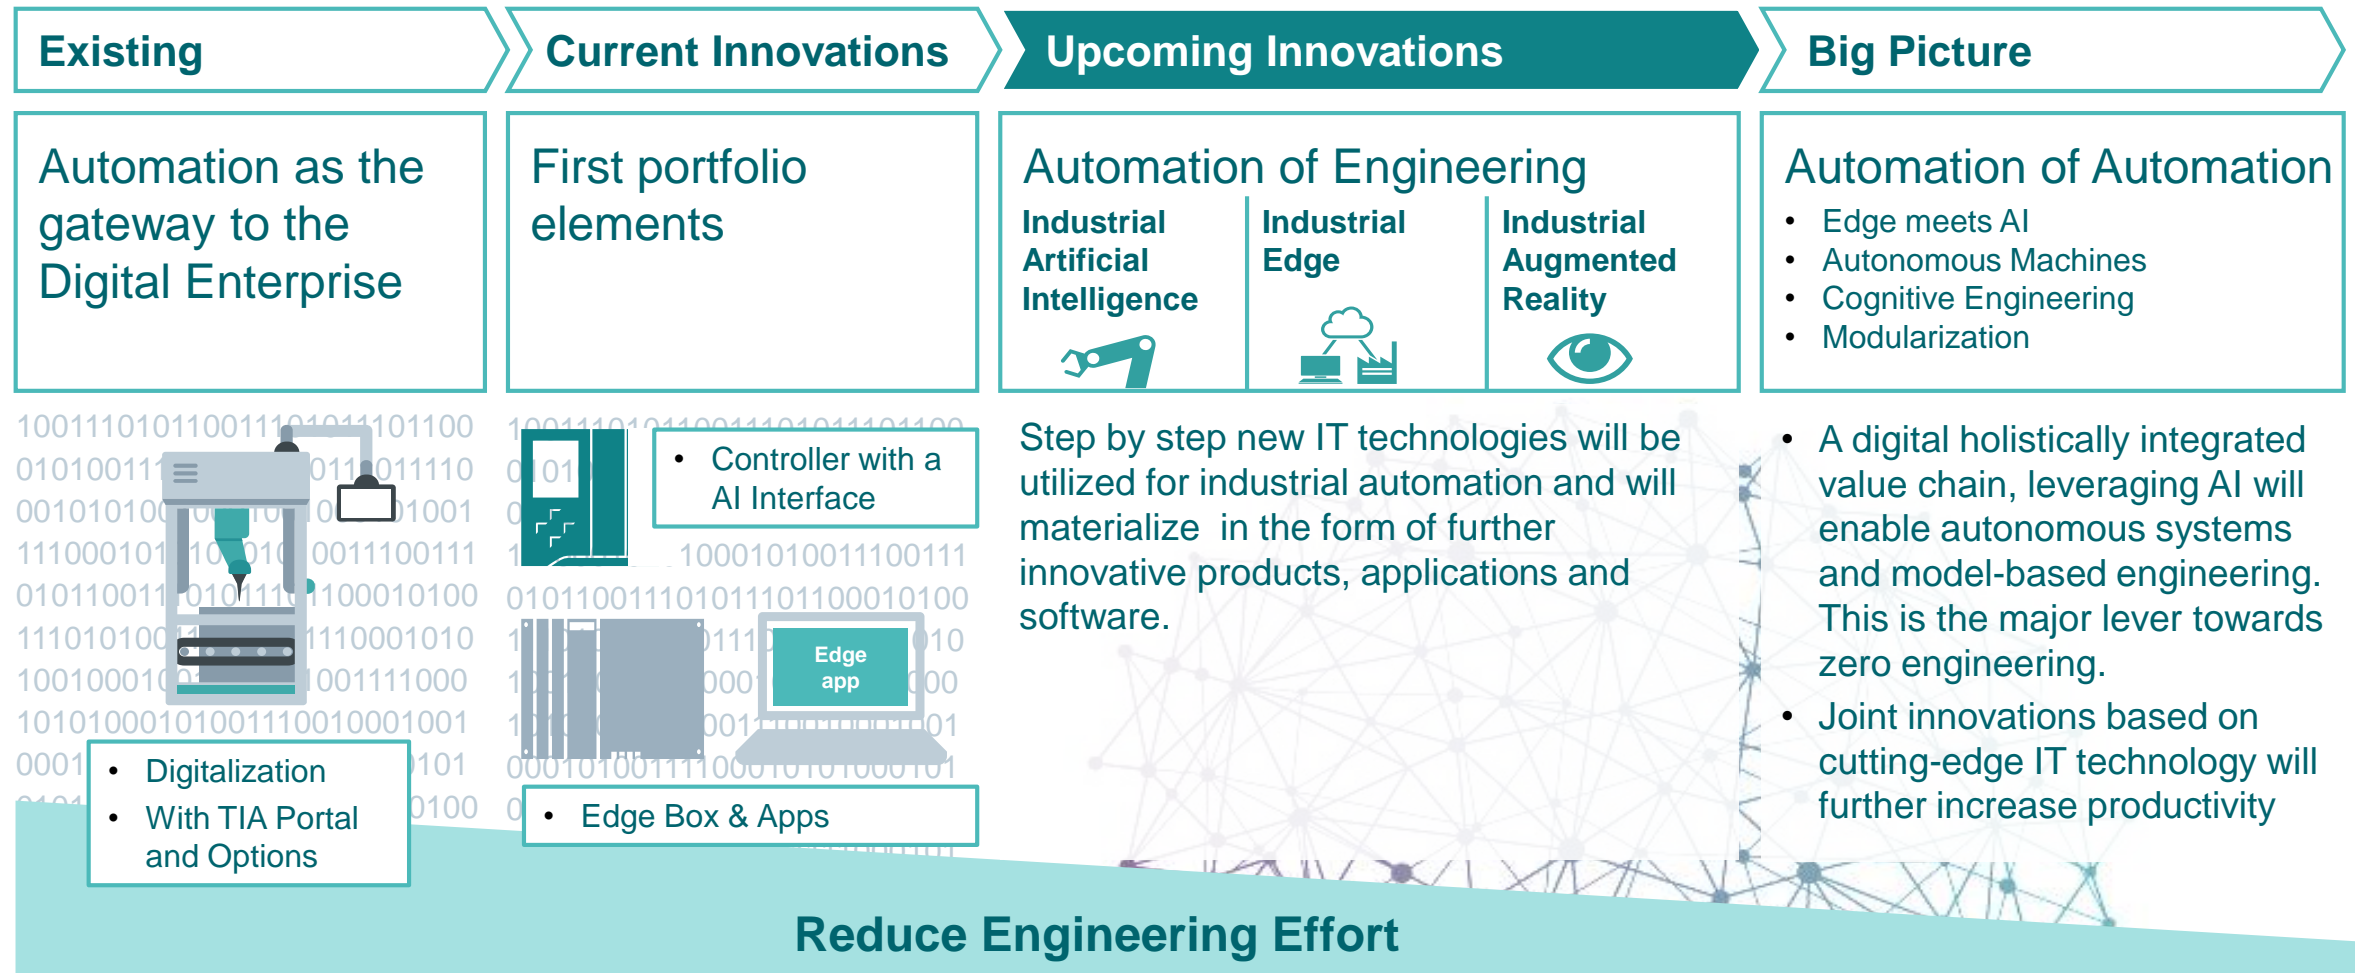 Existing
Current Innovations
Upcoming Innovations
Big Picture
Automation as the
gateway to the
Digital Enterprise
First portfolio
elements
Automation of Engineering
Industrial
Artificial
Intelligence
Industrial
Edge
Industrial
Augmented
Reality
Automation of Automation
• Edge meets AI
• Autonomous Machines
• Cognitive Engineering
• Modularization
• Digitalization
• With TIA Portal
and Options
• Controller with a
AI Interface
10001010011100111
0101100111010111101100010100
Edge
app
• Edge Box & Apps
Step by step new IT technologies will be
utilized for industrial automation and will
materialize  in the form of further
innovative products, applications and
software.
• A digital holistically integrated
value chain, leveraging AI will
enable autonomous systems
and model-based engineering.
This is the major lever towards
zero engineering.
• Joint innovations based on
cutting-edge IT technology will
further increase productivity
Reduce Engineering Effort